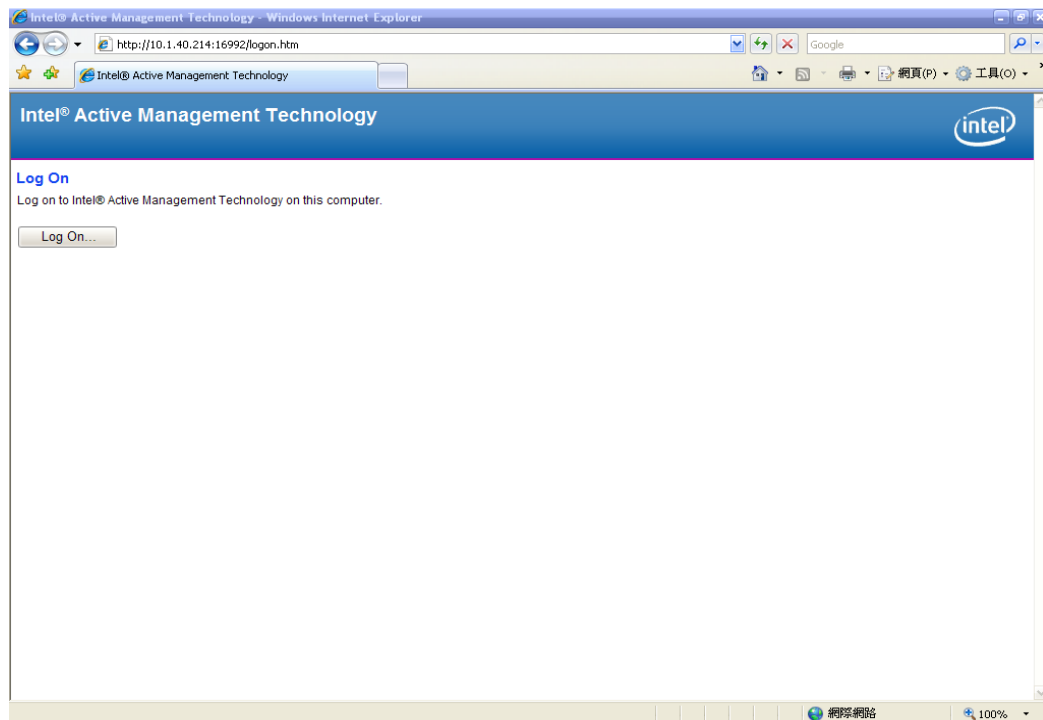 Intel® Active Management Technology - Windows Internet Explorer
http://10.1.40.214:16992/logon.htm
Google
Intel® Active Management Technology
網頁(P)
工具(O)
Intel® Active Management Technology
intel
Log On
Log on to Intel® Active Management Technology on this computer.
Log On...
網際網路
100%